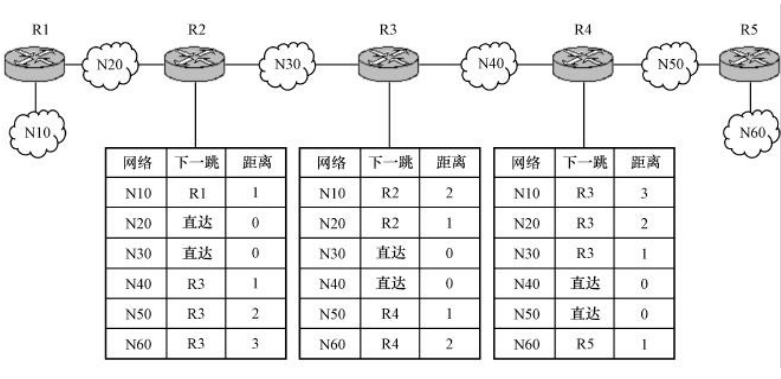 R1 R2 R3 R4 R5
N20 N30 N40 N50
N10 N60
网络 下一跳 距离 网络 下一跳 距离 网络 下一跳 距离
N10 R1 1 N10 R2 2 N10 R3 3
N20 直达 0 N20 R2 1 N20 R3 2
N30 直达 0 N30 直达 0 N30 R3 1
N40 R3 1 N40 直达 0 N40 直达 0
N50 R3 2 N50 R4 1 N50 直达 0
N60 R3 3 N60 R4 2 N60 R5 1